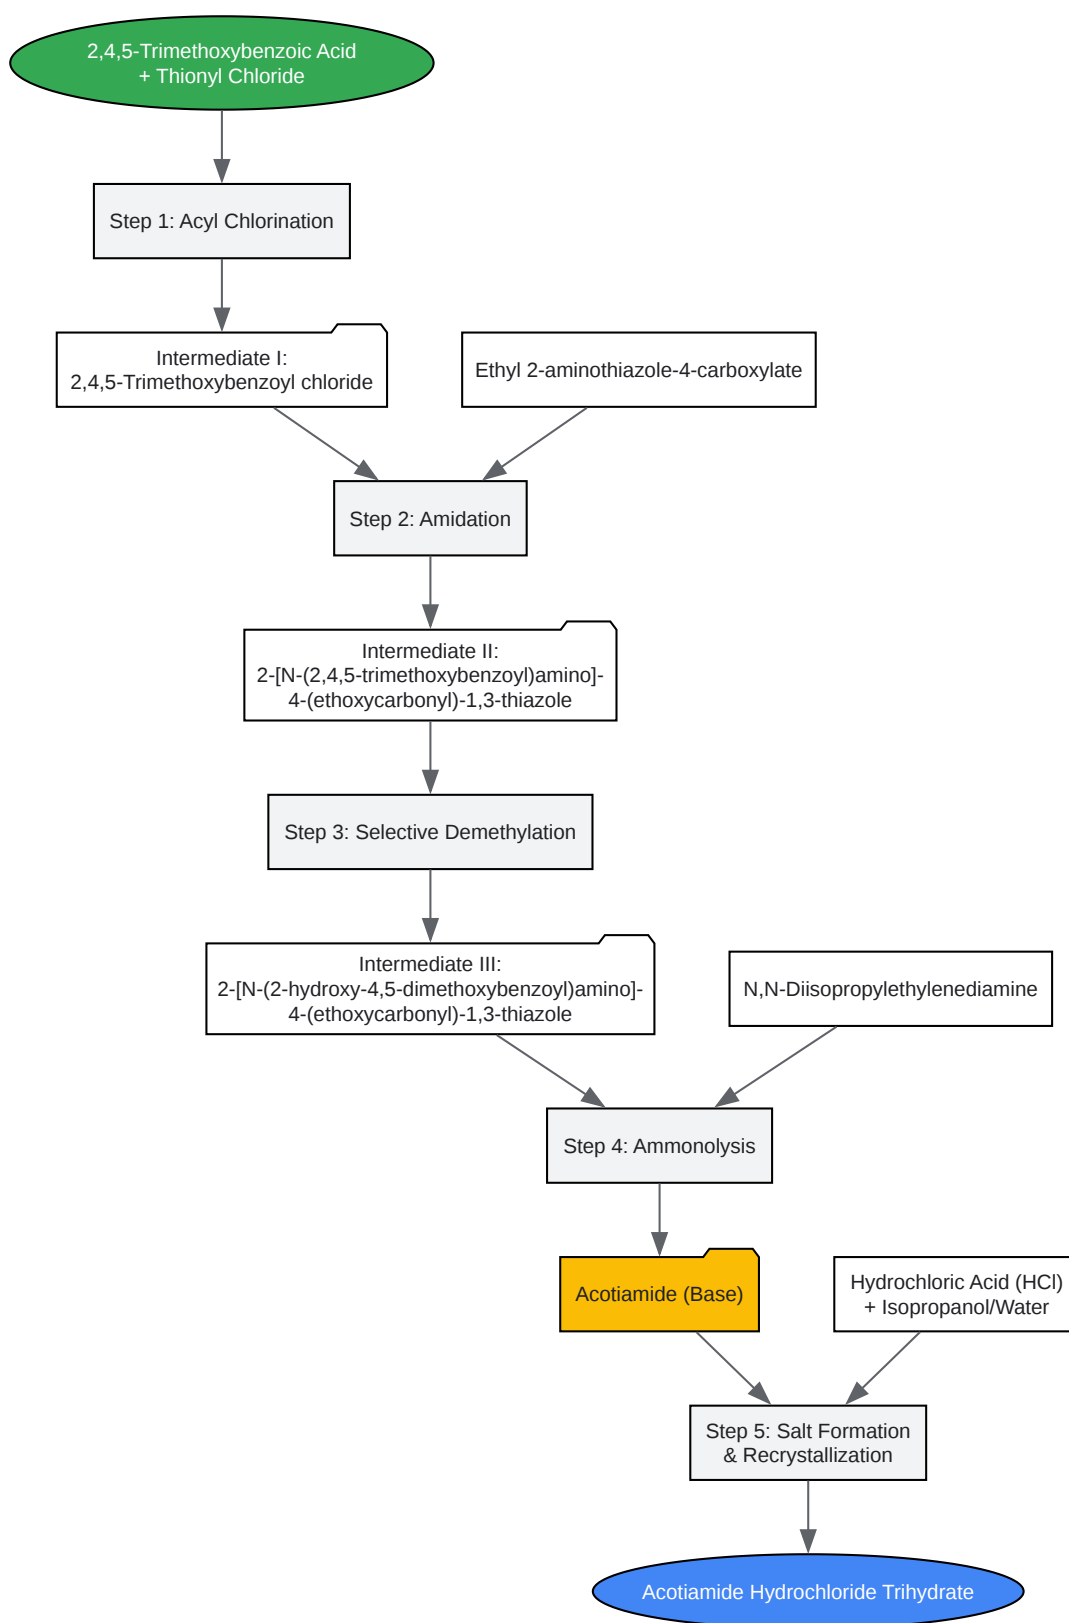 2,4,5-Trimethoxybenzoic Acid
+ Thionyl Chloride
Step 1: Acyl Chlorination
Intermediate I:
2,4,5-Trimethoxybenzoyl chloride
Ethyl 2-aminothiazole-4-carboxylate
Step 2: Amidation
Intermediate II:
2-[N-(2,4,5-trimethoxybenzoyl)amino]-
4-(ethoxycarbonyl)-1,3-thiazole
Step 3: Selective Demethylation
Intermediate III:
2-[N-(2-hydroxy-4,5-dimethoxybenzoyl)amino]-
4-(ethoxycarbonyl)-1,3-thiazole
N,N-Diisopropylethylenediamine
Step 4: Ammonolysis
Acotiamide (Base)
Hydrochloric Acid (HCl)
+ Isopropanol/Water
Step 5: Salt Formation
& Recrystallization
Acotiamide Hydrochloride Trihydrate